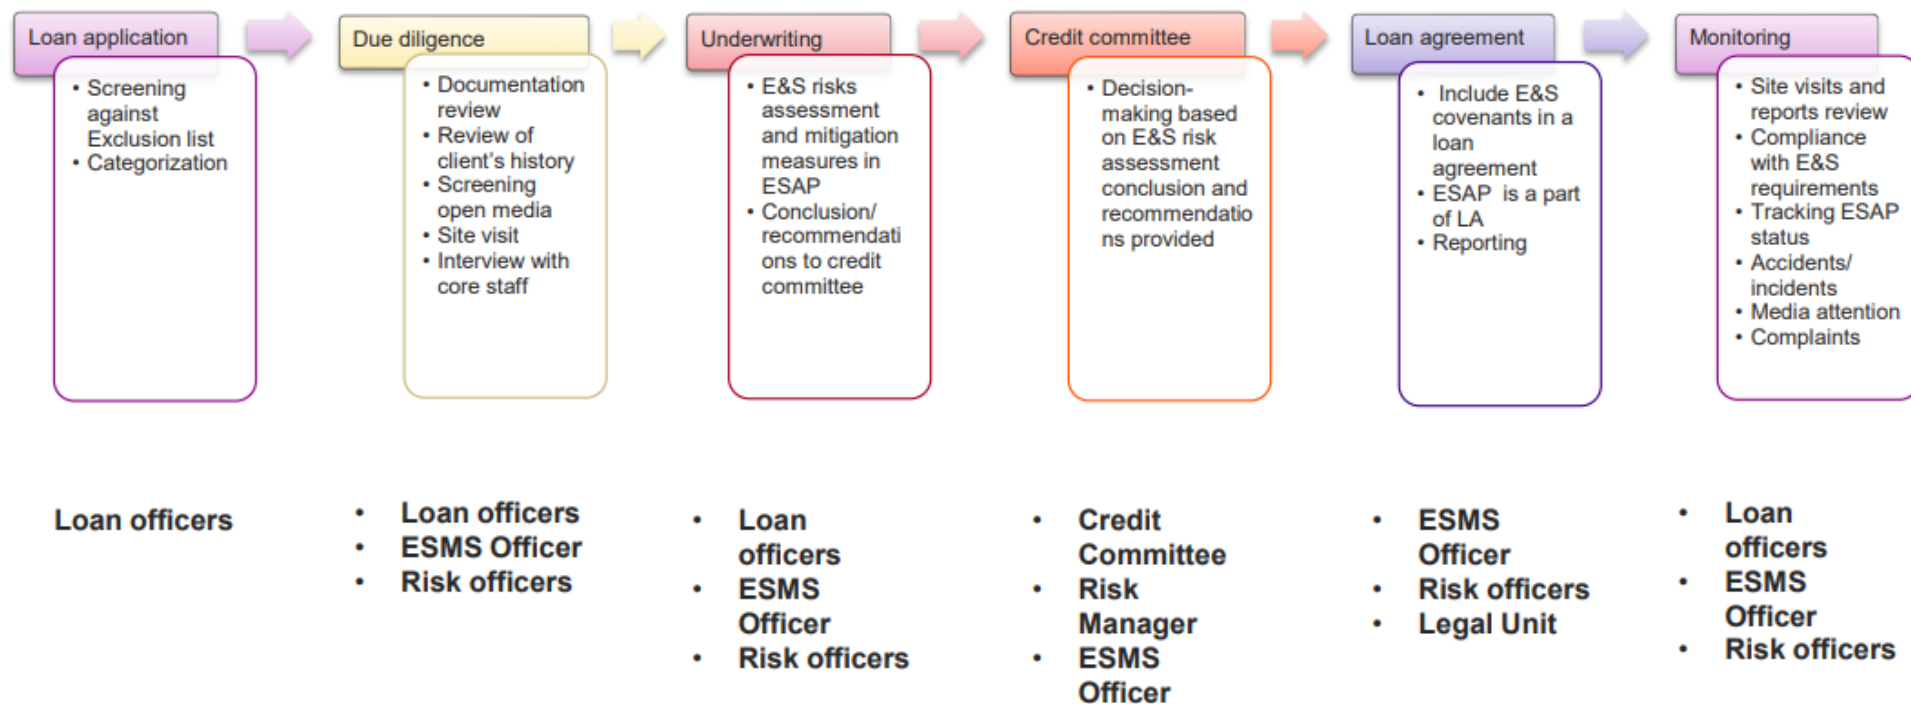 Loan application
• Screening
against
Exclusion list
• Categorization
Due diligence
• Documentation
review
• Review of
client's history
• Screening
open media
• Site visit
• Interview with
core staff
Underwriting
• E&S risks
assessment
and mitigation
measures in
ESAP
• Conclusion/
recommendati
ons to credit
committee
Credit committee
• Decision-
making based
on E&S risk
assessment
conclusion and
recommendatio
ns provided
Loan agreement
• Include E&S
covenants in a
loan
agreement
• ESAP is a part
of LA
• Reporting
Monitoring
• Site visits and
reports review
• Compliance
with E&S
requirements
• Tracking ESAP
status
• Accidents/
incidents
• Media attention
• Complaints
Loan officers
• Loan officers
• ESMS Officer
• Risk officers
• Loan
officers
• ESMS
Officer
• Risk officers
• Credit
Committee
• Risk
Manager
• ESMS
Officer
• ESMS
Officer
• Risk officers
• Legal Unit
• Loan
officers
• ESMS
Officer
• Risk officers